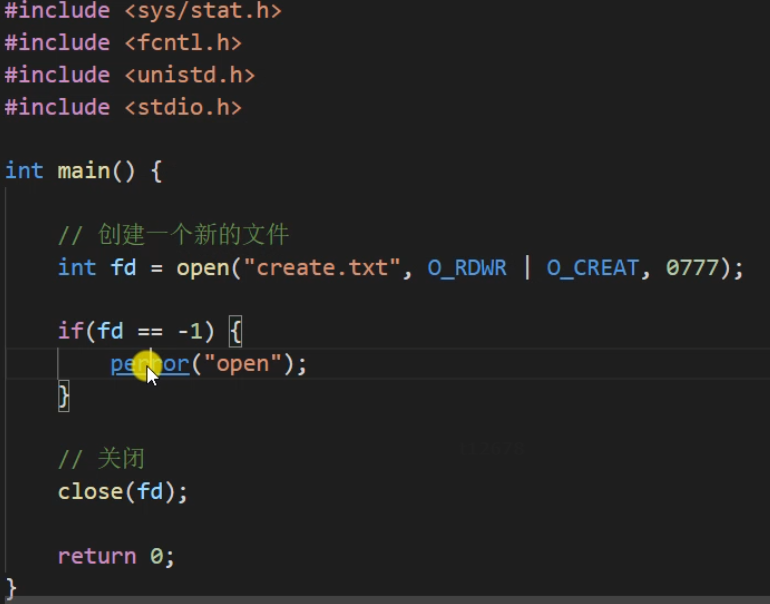 #include <sys/stat.h>
#include <fcntl.h>
#include <unistd.h>
#include <stdio.h>
int main() {
// 创建一个新的文件
int fd = open("create.txt", O_RDWR | O_CREAT, 0777);
if(fd == -1) {
perror("open");
}
// 关闭
close(fd);
return 0;
}